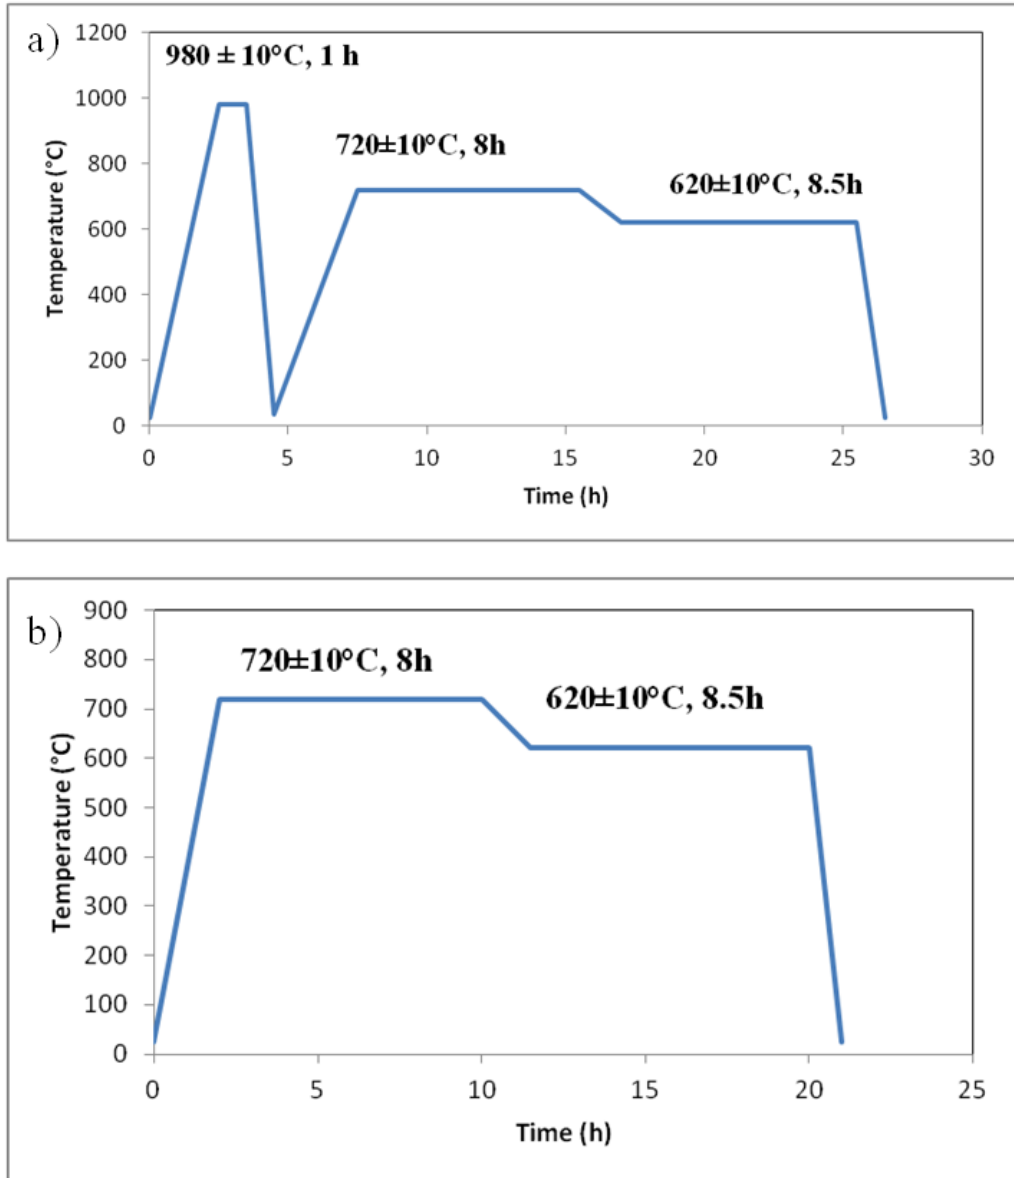 a)
980 ± 10°C, 1 h
720±10°C, 8h
620±10°C, 8.5h
1200
1000
800
600
400
200
0
Temperature (°C)
0 5 10 15 20 25 30
Time (h)
b)
720±10°C, 8h
620±10°C, 8.5h
900
800
700
600
500
400
300
200
100
0
Temperature (°C)
0 5 10 15 20 25
Time (h)